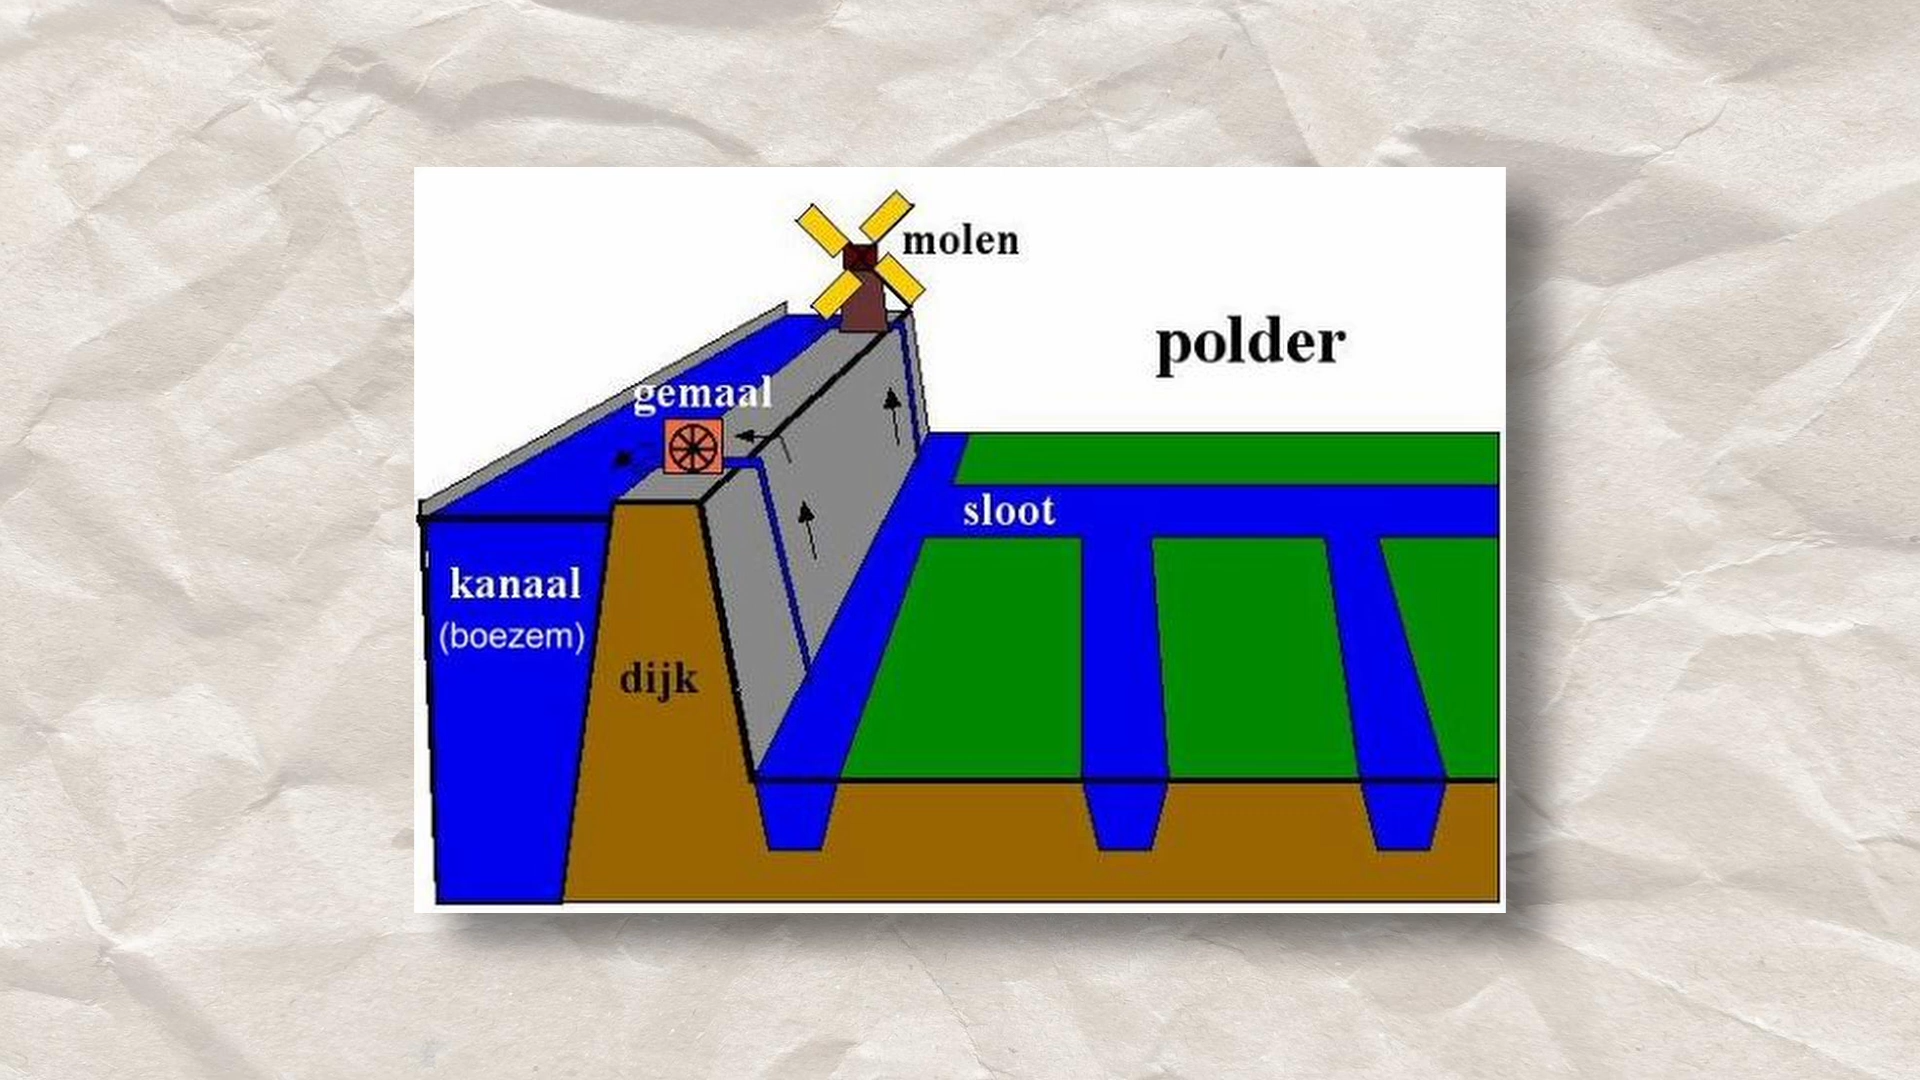 molen
polder
gemaal
sloot
kanaal
(boezem)
dijk